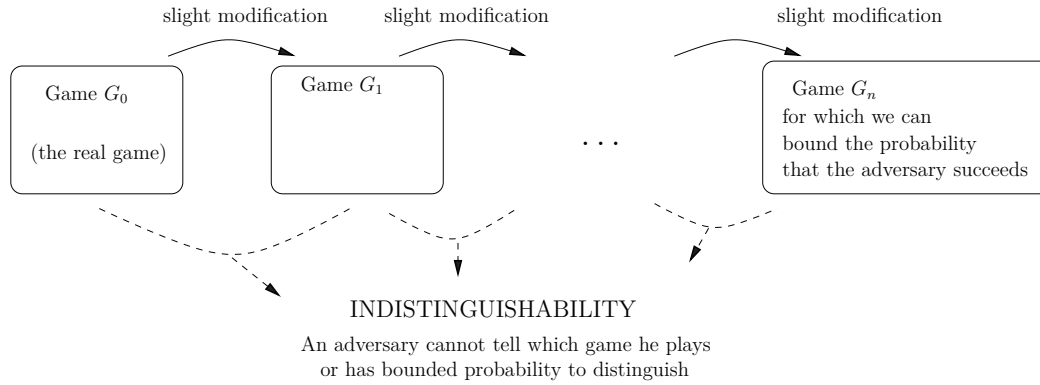 slight modification
slight modification
slight modification
Game G₀
(the real game)
Game G₁
. . .
Game Gₙ
for which we can
bound the probability
that the adversary succeeds
INDISTINGUISHABILITY
An adversary cannot tell which game he plays
or has bounded probability to distinguish